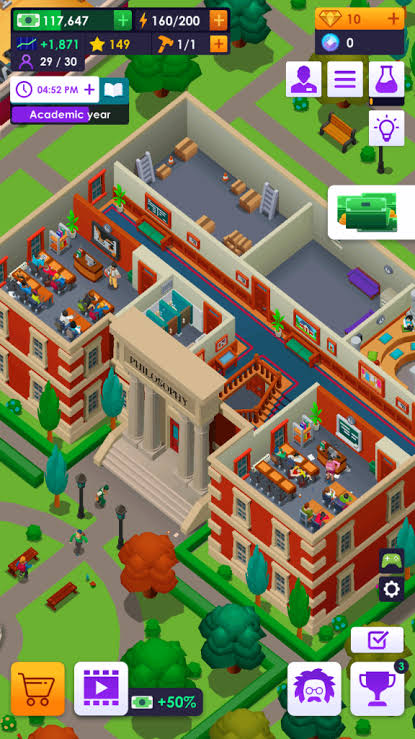 117,647
160/200
10
+1,871
149
1/1
0
29 / 30
04:52 PM
Academic year
PHILOSOPHY
+50%
3